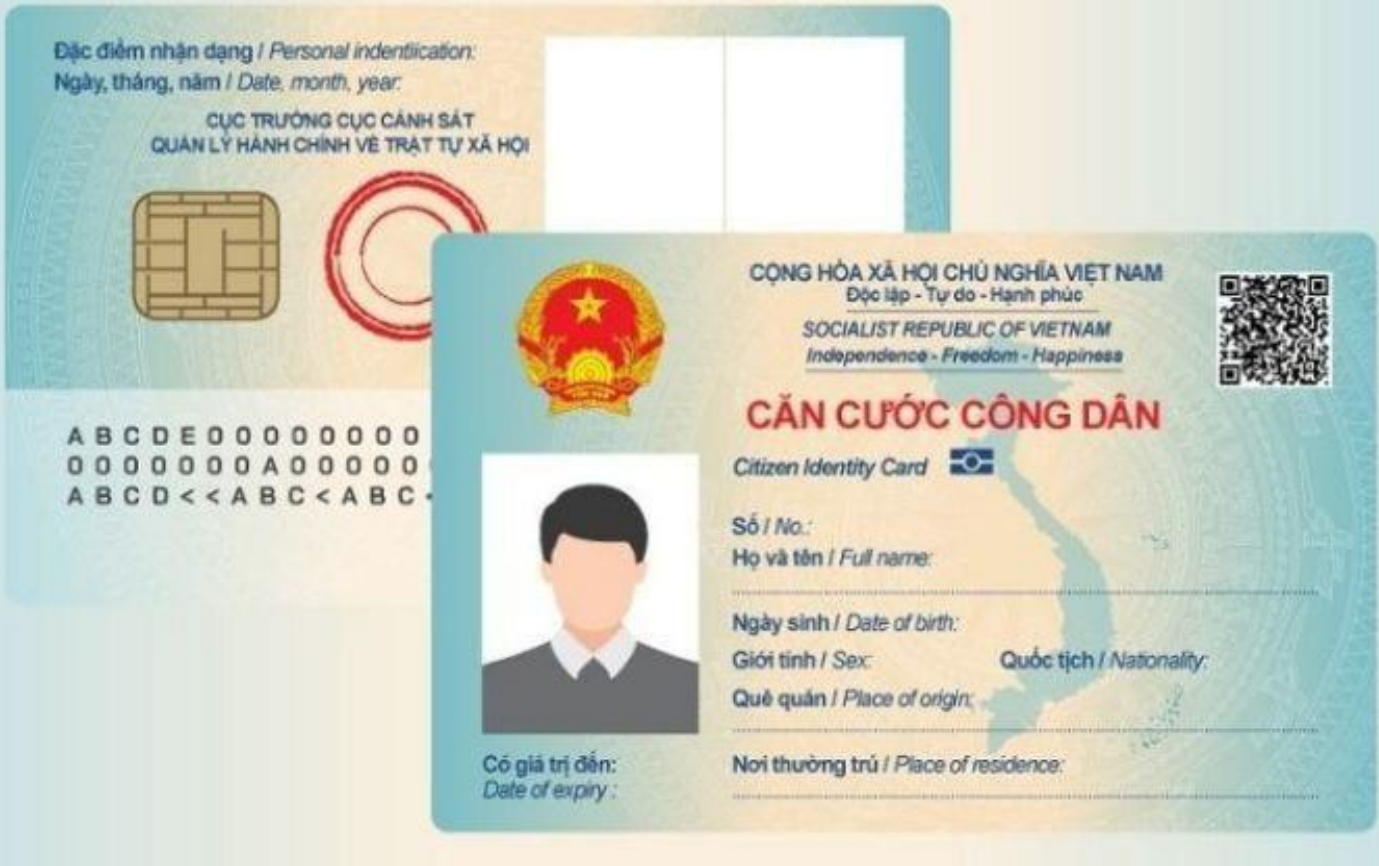 Đặc điểm nhận dạng / Personal indentiication:
Ngày, tháng, năm / Date, month, year:
CỤC TRƯỞNG CỤC CẢNH SÁT
QUẢN LÝ HÀNH CHÍNH VỀ TRẬT TỰ XÃ HỘI
A B C D E 0 0 0 0 0 0 0 0
0 0 0 0 0 0 0 A 0 0 0 0 0
A B C D < < A B C < A B C <
CỘNG HÒA XÃ HỘI CHỦ NGHĨA VIỆT NAM
Độc lập - Tự do - Hạnh phúc
SOCIALIST REPUBLIC OF VIETNAM
Independence - Freedom - Happiness
CĂN CƯỚC CÔNG DÂN
Citizen Identity Card
Số / No.:
Họ và tên / Full name:
Ngày sinh / Date of birth:
Giới tính / Sex: Quốc tịch / Nationality:
Quê quán / Place of origin:
Có giá trị đến:
Date of expiry :
Nơi thường trú / Place of residence: